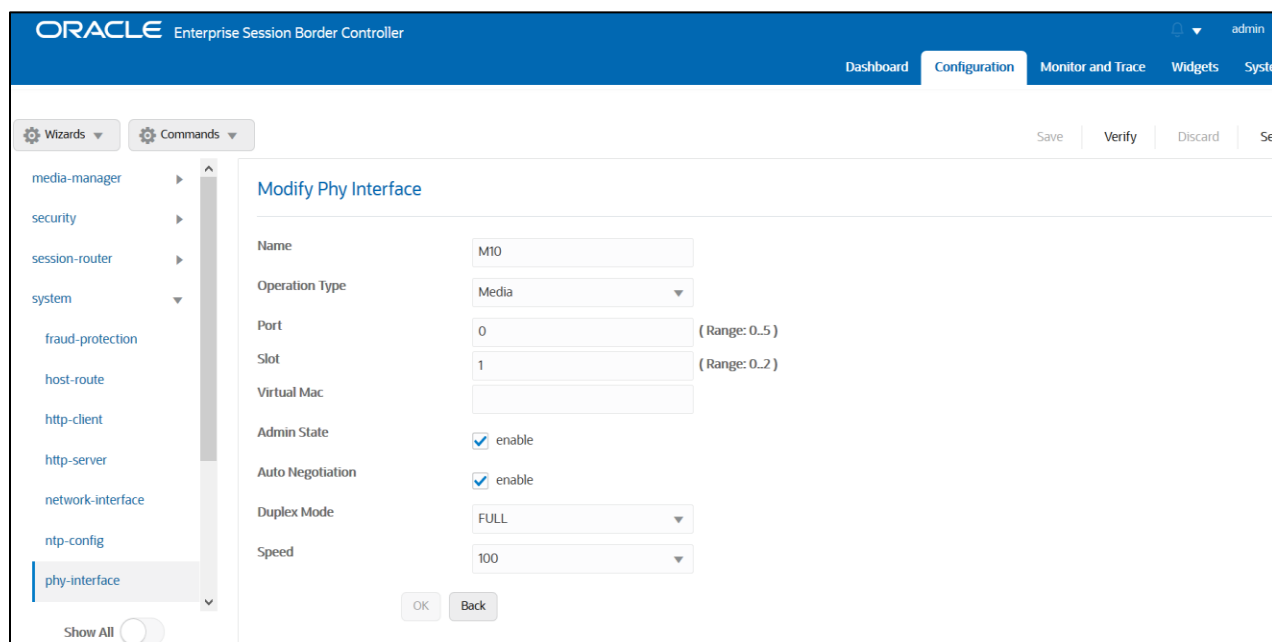 ORACLE Enterprise Session Border Controller
admin
Dashboard Configuration Monitor and Trace Widgets
Wizards Commands
Save Verify Discard
media-manager
security
session-router
system
fraud-protection
host-route
http-client
http-server
network-interface
ntp-config
phy-interface
Show All
Modify Phy Interface
Name M10
Operation Type Media
Port 0 ( Range: 0..5 )
Slot 1 ( Range: 0..2 )
Virtual Mac
Admin State enable
Auto Negotiation enable
Duplex Mode FULL
Speed 100
OK Back